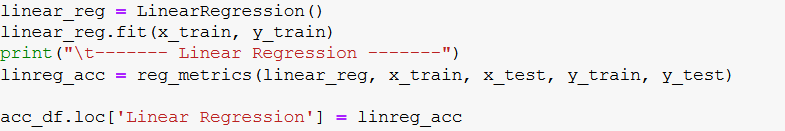 linear_reg = LinearRegression()
linear_reg.fit(x_train, y_train)
print("\t------- Linear Regression -------")
linreg_acc = reg_metrics(linear_reg, x_train, x_test, y_train, y_test)
acc_df.loc['Linear Regression'] = linreg_acc